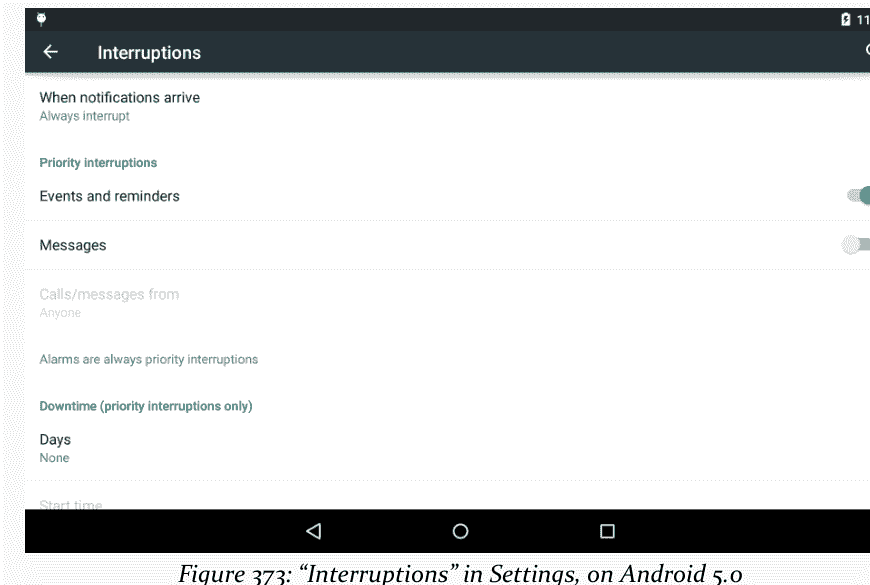 11
Interruptions
When notifications arrive
Always interrupt
Priority interruptions
Events and reminders
Messages
Calls/messages from
Anyone
Alarms are always priority interruptions
Downtime (priority interruptions only)
Days
None
Start time
Figure 373: “Interruptions” in Settings, on Android 5.0